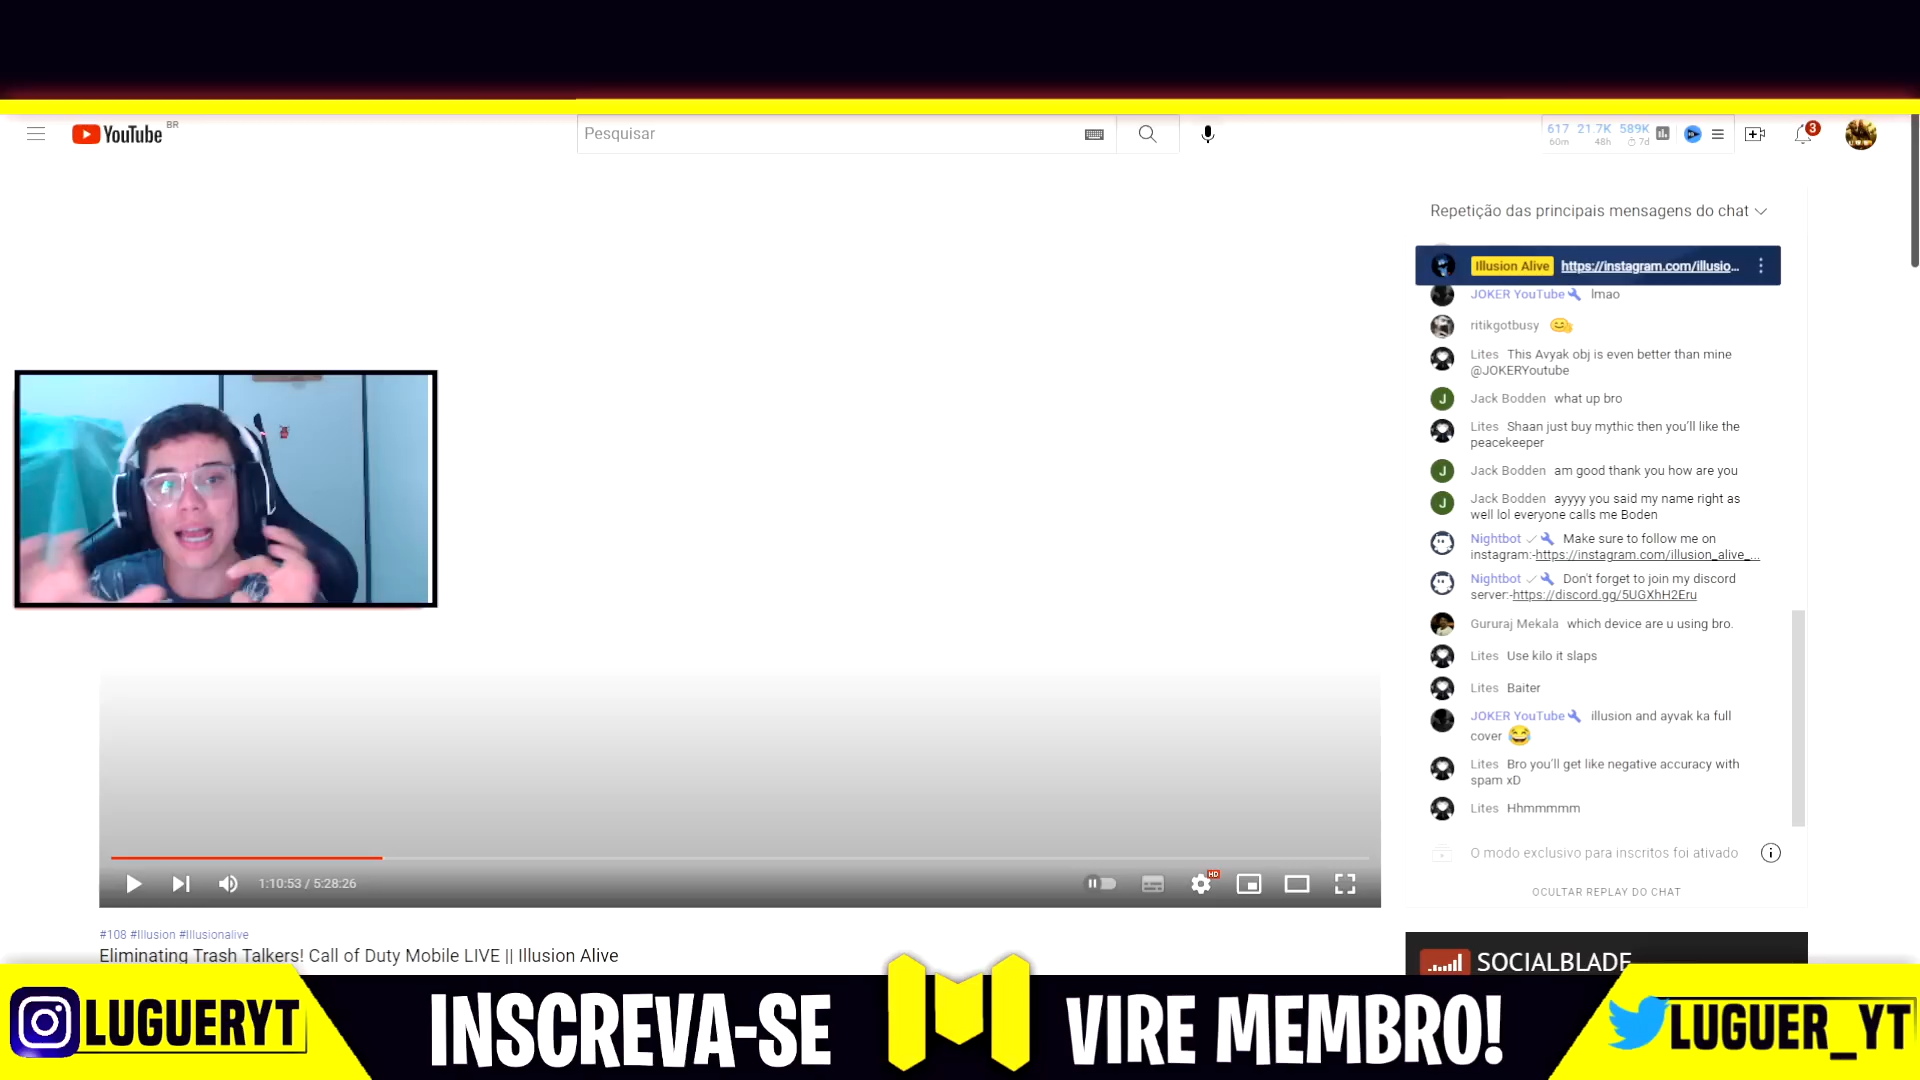 YouTube BR
Pesquisar
617 21.7K 589K
60m 48h 7d
3
Repetição das principais mensagens do chat
Illusion Alive https://instagram.com/illusio...
JOKER YouTube lmao
ritikgotbusy
Lites This Avyak obj is even better than mine
@JOKERYoutube
J Jack Bodden what up bro
Lites Shaan just buy mythic then you'll like the
peacekeeper
J Jack Bodden am good thank you how are you
J Jack Bodden ayyyy you said my name right as
well lol everyone calls me Boden
Nightbot Make sure to follow me on
instagram:-https://instagram.com/illusion_alive_...
Nightbot Don't forget to join my discord
server:-https://discord.gg/5UGXhH2Eru
Gururaj Mekala which device are u using bro.
Lites Use kilo it slaps
Lites Baiter
JOKER YouTube illusion and ayvak ka full
cover
Lites Bro you'll get like negative accuracy with
spam xD
Lites Hhmmmmm
O modo exclusivo para inscritos foi ativado
OCULTAR REPLAY DO CHAT
1:10:53 / 5:28:26
HD
#108 #Illusion #Illusionalive
Eliminating Trash Talkers! Call of Duty Mobile LIVE || Illusion Alive
SOCIALBLADE
LUGUERYT
INSCREVA-SE
VIRE MEMBRO!
LUGUER_YT